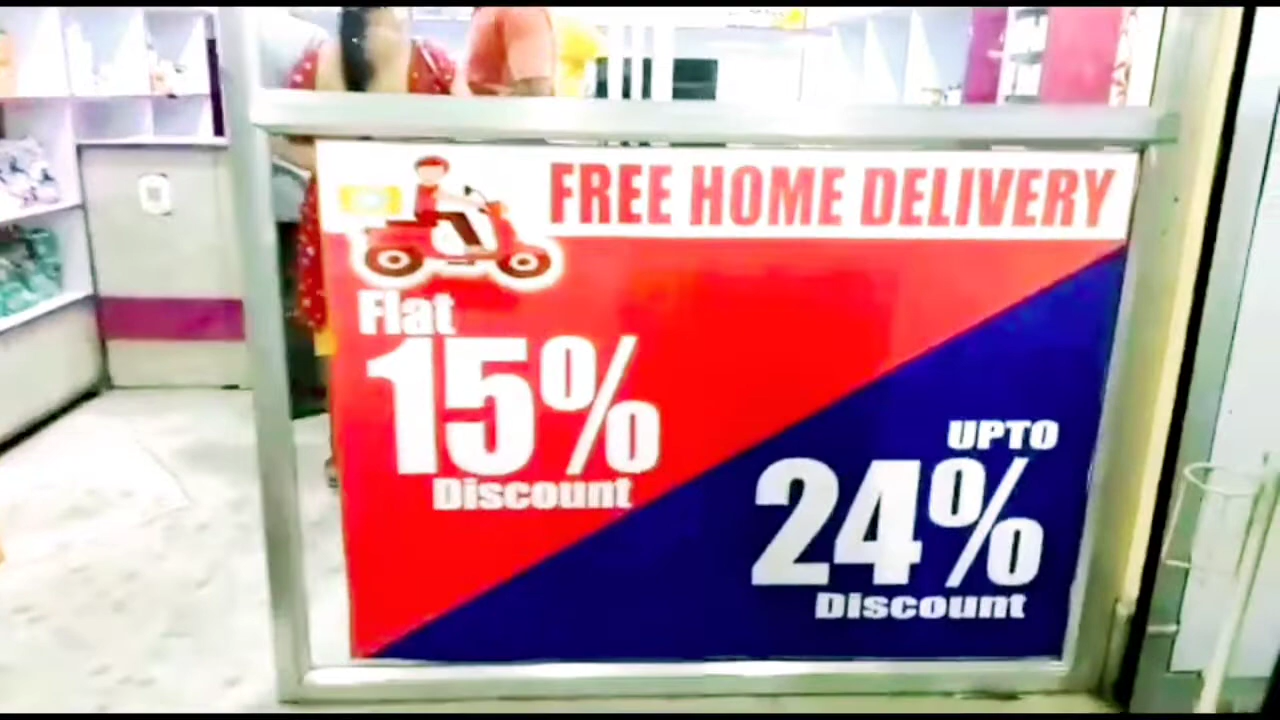 FREE HOME DELIVERY
Flat
15%
Discount
UPTO
24%
Discount